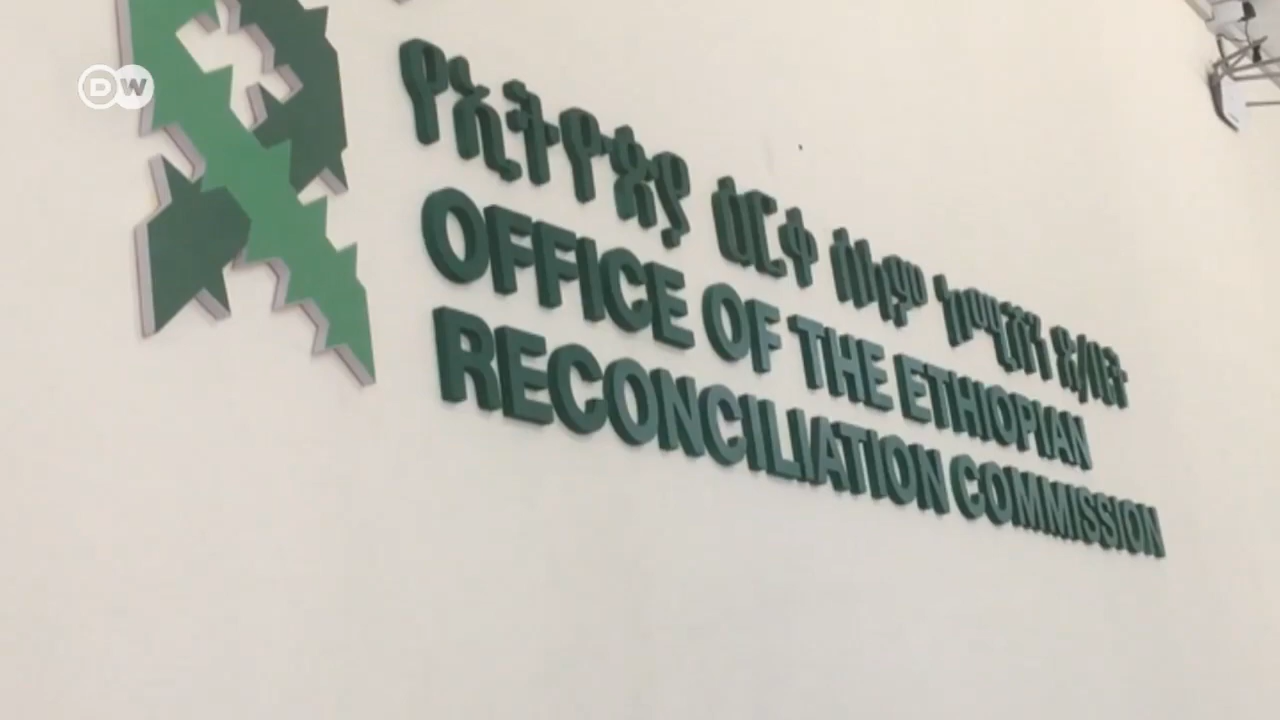 DW
የኢትዮጵያ ዕርቀ ሰላም ኮሚሽን ጽ/ቤት
OFFICE OF THE ETHIOPIAN
RECONCILIATION COMMISSION